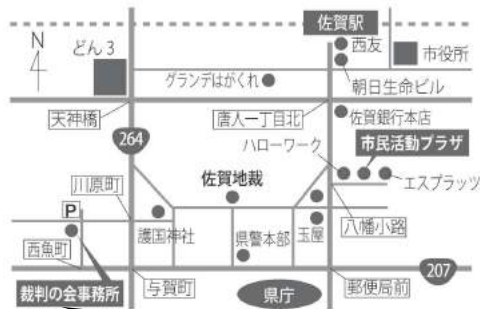 佐賀駅
N
どん3
西友
市役所
グランデはがくれ
朝日生命ビル
天神橋
唐人一丁目北
佐賀銀行本店
264
ハローワーク
市民活動プラザ
佐賀地裁
エスプラッツ
川原町
P
護国神社
県警本部
玉屋
八幡小路
西魚町
207
裁判の会事務所
与賀町
県庁
郵便局前